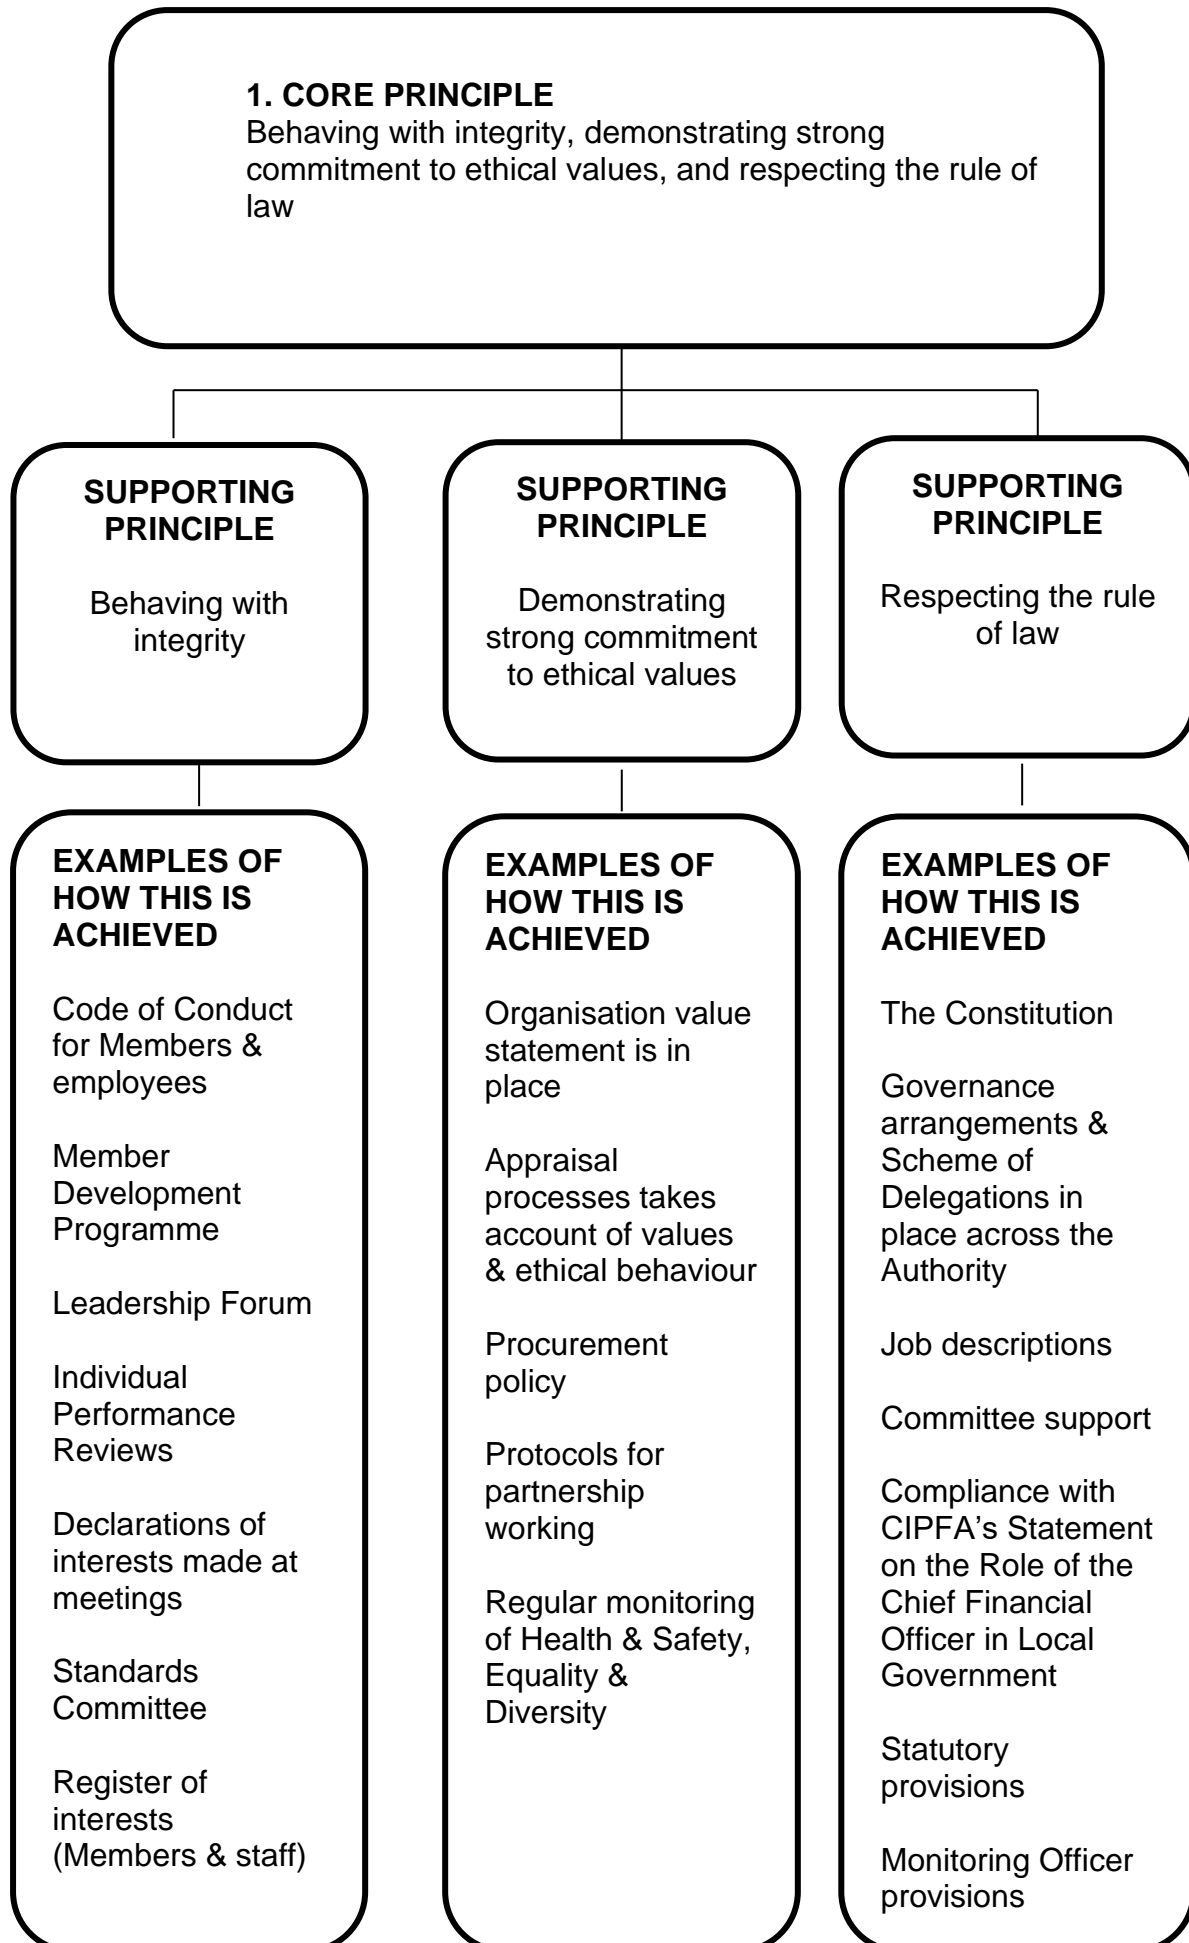 1. CORE PRINCIPLE
Behaving with integrity, demonstrating strong
commitment to ethical values, and respecting the rule of
law
SUPPORTING
PRINCIPLE
Behaving with
integrity
SUPPORTING
PRINCIPLE
Demonstrating
strong commitment
to ethical values
SUPPORTING
PRINCIPLE
Respecting the rule
of law
EXAMPLES OF
HOW THIS IS
ACHIEVED
Code of Conduct
for Members &
employees
Member
Development
Programme
Leadership Forum
Individual
Performance
Reviews
Declarations of
interests made at
meetings
Standards
Committee
Register of
interests
(Members & staff)
EXAMPLES OF
HOW THIS IS
ACHIEVED
Organisation value
statement is in
place
Appraisal
processes takes
account of values
& ethical behaviour
Procurement
policy
Protocols for
partnership
working
Regular monitoring
of Health & Safety,
Equality &
Diversity
EXAMPLES OF
HOW THIS IS
ACHIEVED
The Constitution
Governance
arrangements &
Scheme of
Delegations in
place across the
Authority
Job descriptions
Committee support
Compliance with
CIPFA’s Statement
on the Role of the
Chief Financial
Officer in Local
Government
Statutory
provisions
Monitoring Officer
provisions